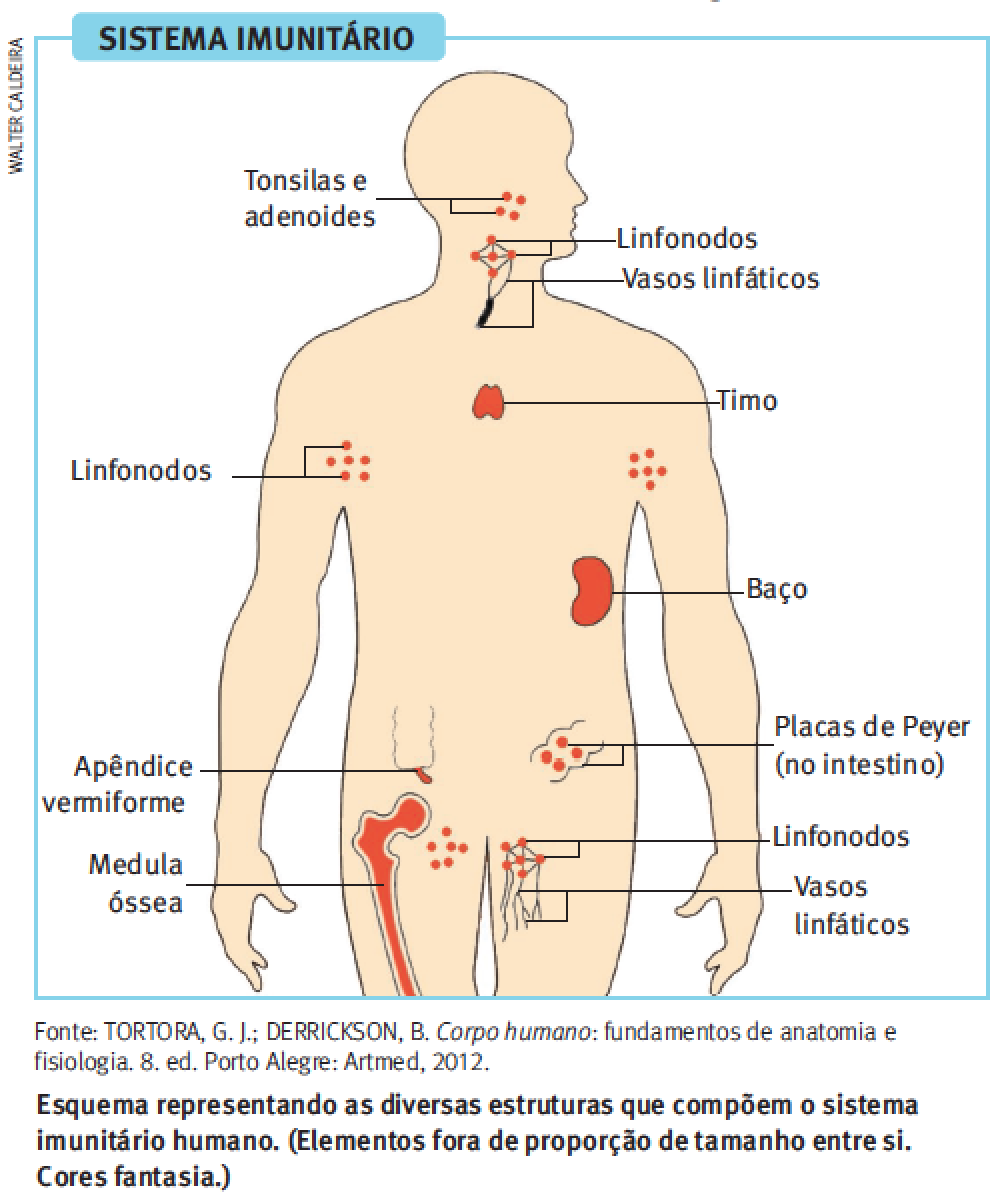 SISTEMA IMUNITÁRIO
WALTER CALDEIRA
Tonsilas e
adenoides
Linfonodos
Vasos linfáticos
Timo
Linfonodos
Baço
Placas de Peyer
(no intestino)
Apêndice
vermiforme
Linfonodos
Medula
óssea
Vasos
linfáticos
Fonte: TORTORA, G. J.; DERRICKSON, B. Corpo humano: fundamentos de anatomia e
fisiologia. 8. ed. Porto Alegre: Artmed, 2012.
Esquema representando as diversas estruturas que compõem o sistema
imunitário humano. (Elementos fora de proporção de tamanho entre si.
Cores fantasia.)